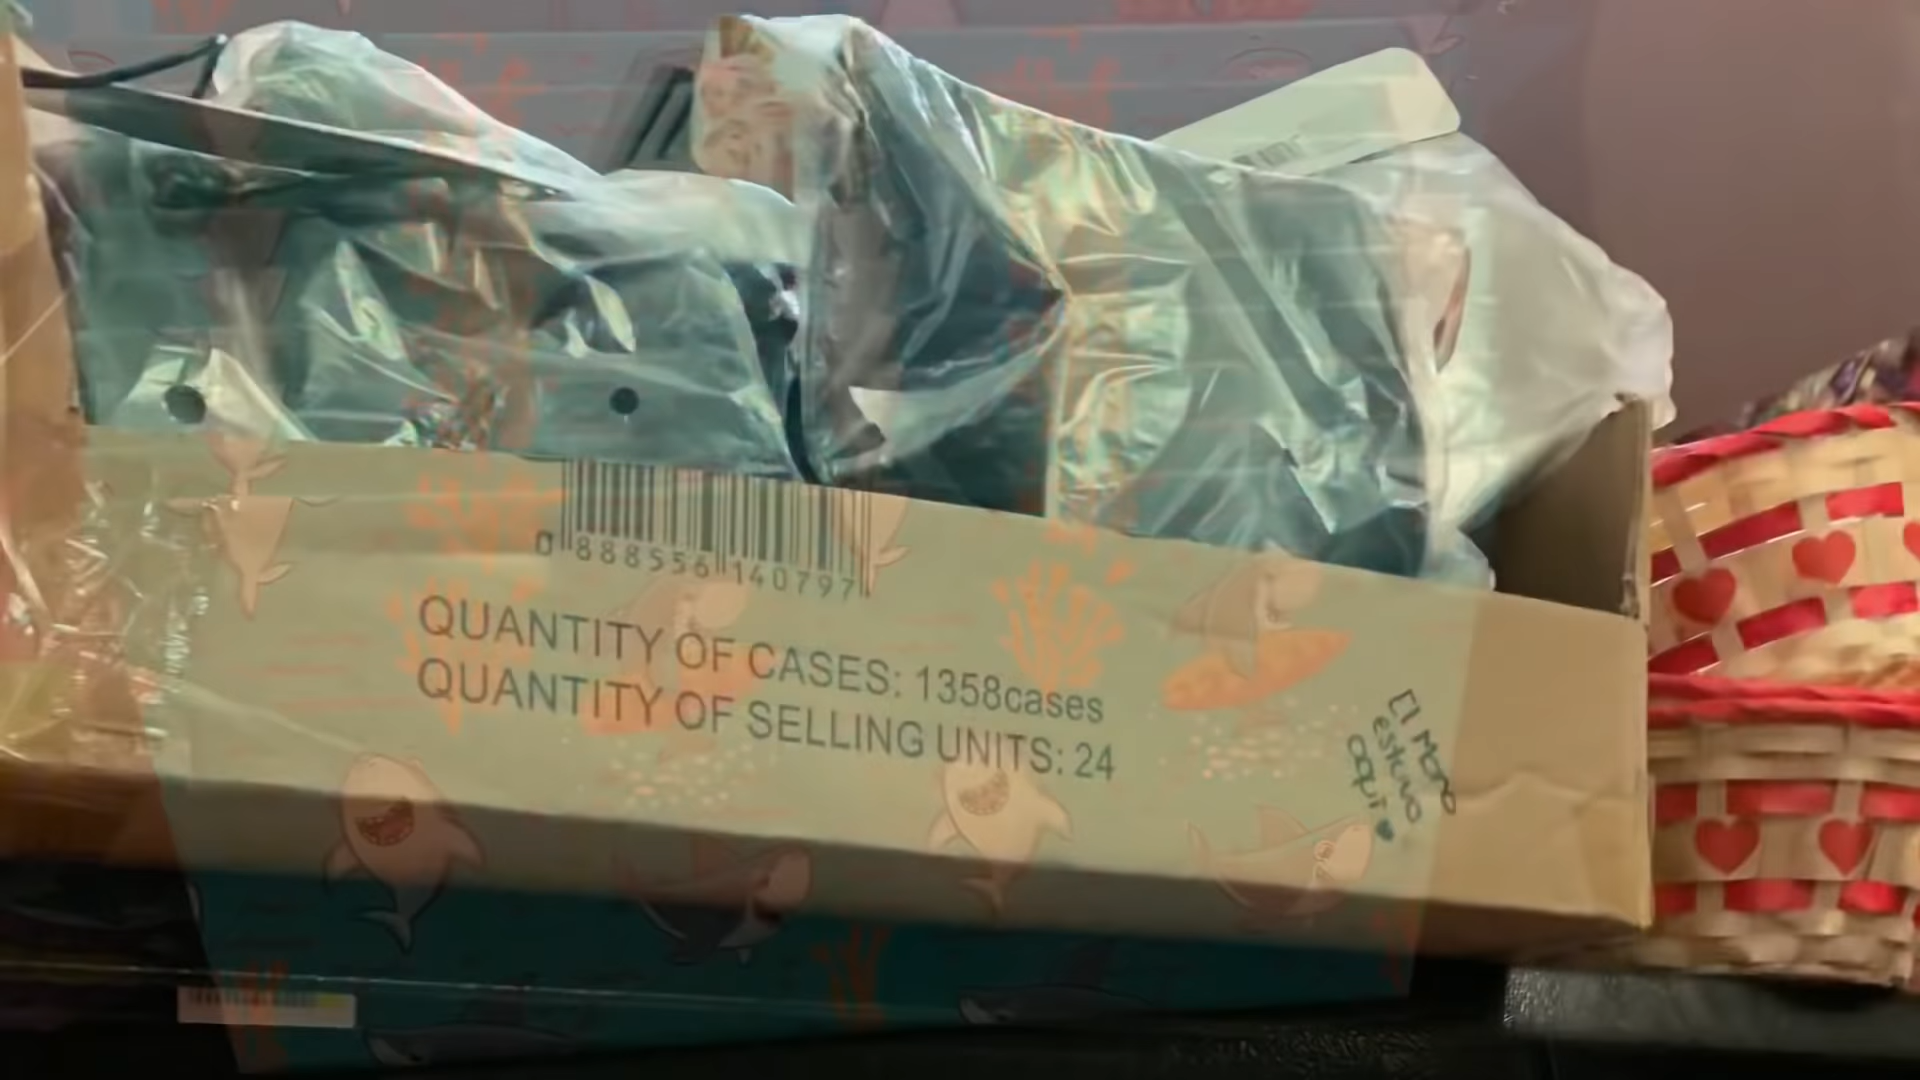 0 888556 140797
QUANTITY OF CASES: 1358cases
QUANTITY OF SELLING UNITS: 24
El Mono
estuvo
aquí